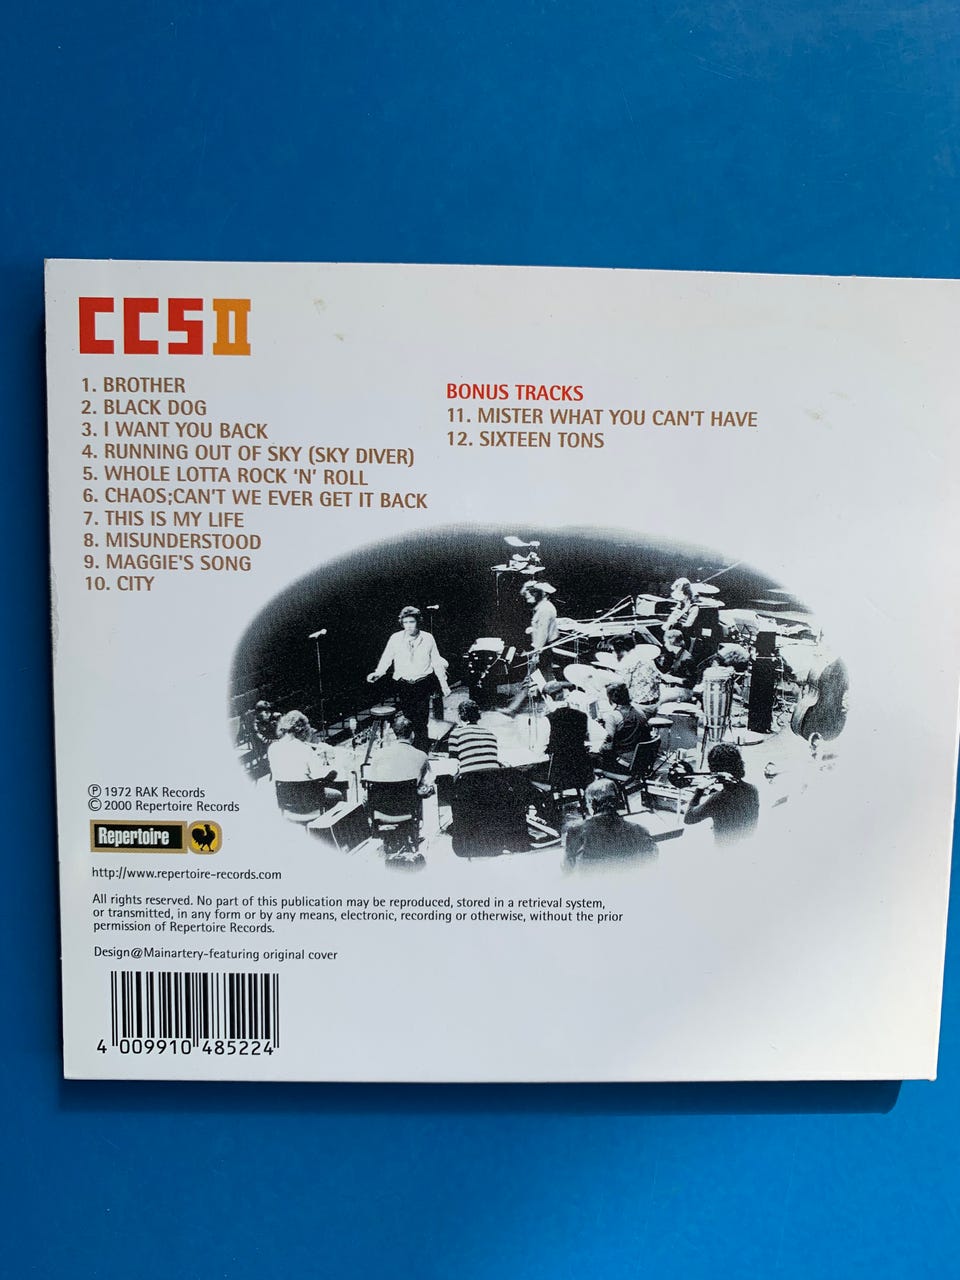 CCSII
1. BROTHER
2. BLACK DOG
3. I WANT YOU BACK
4. RUNNING OUT OF SKY (SKY DIVER)
5. WHOLE LOTTA ROCK 'N' ROLL
6. CHAOS;CAN'T WE EVER GET IT BACK
7. THIS IS MY LIFE
8. MISUNDERSTOOD
9. MAGGIE'S SONG
10. CITY
BONUS TRACKS
11. MISTER WHAT YOU CAN'T HAVE
12. SIXTEEN TONS
℗ 1972 RAK Records
© 2000 Repertoire Records
Repertoire
http://www.repertoire-records.com
All rights reserved. No part of this publication may be reproduced, stored in a retrieval system,
or transmitted, in any form or by any means, electronic, recording or otherwise, without the prior
permission of Repertoire Records.
Design@Mainartery-featuring original cover
4 009910 485224